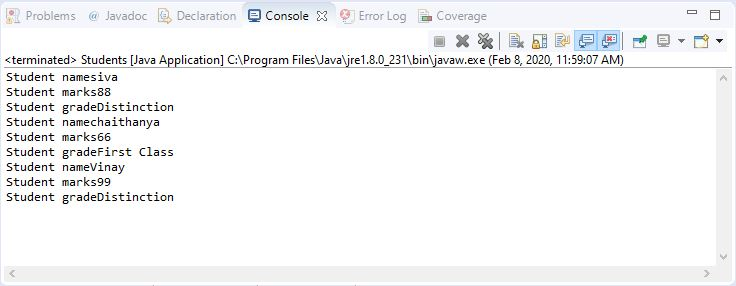 Problems @ Javadoc Declaration Console Error Log Coverage
<terminated> Students [Java Application] C:\Program Files\Java\jre1.8.0_231\bin\javaw.exe (Feb 8, 2020, 11:59:07 AM)
Student namesiva
Student marks88
Student gradeDistinction
Student namechaithanya
Student marks66
Student gradeFirst Class
Student nameVinay
Student marks99
Student gradeDistinction